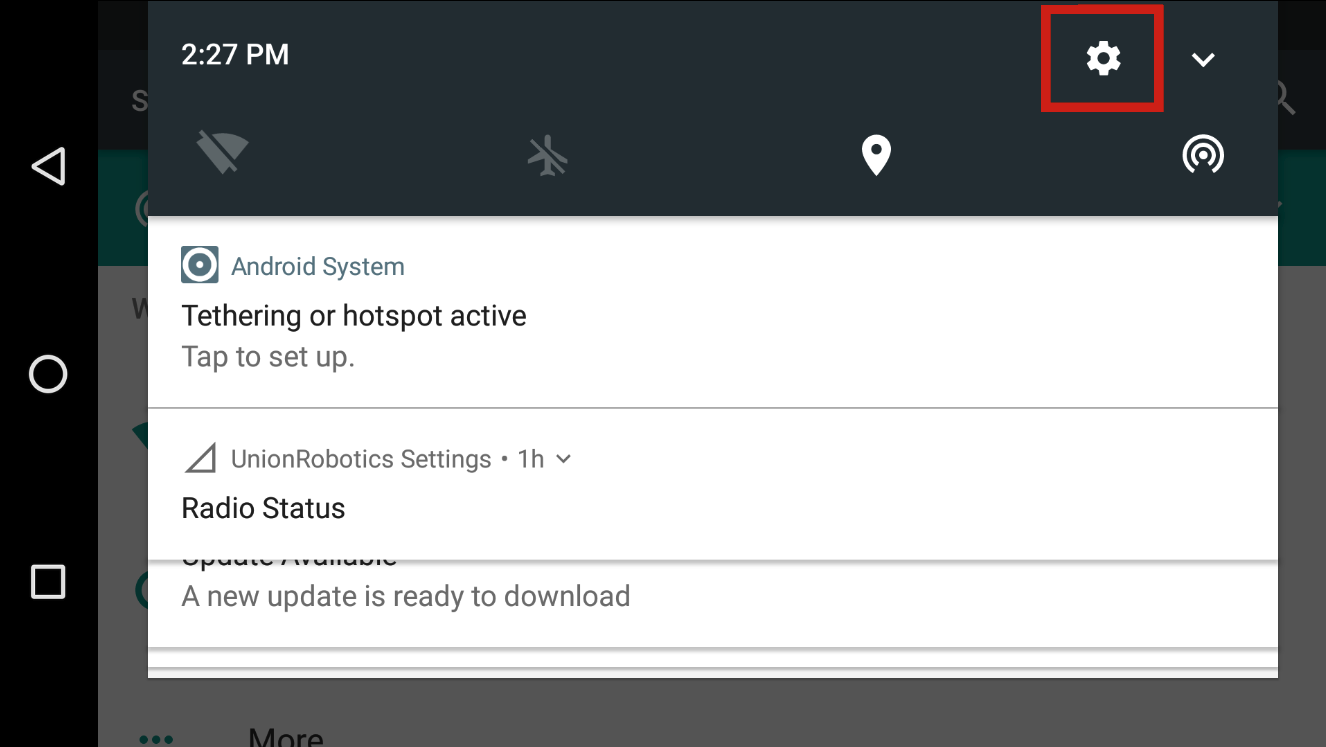 2:27 PM
S
Android System
Tethering or hotspot active
Tap to set up.
W
UnionRobotics Settings • 1h
Radio Status
Update Available
A new update is ready to download
More